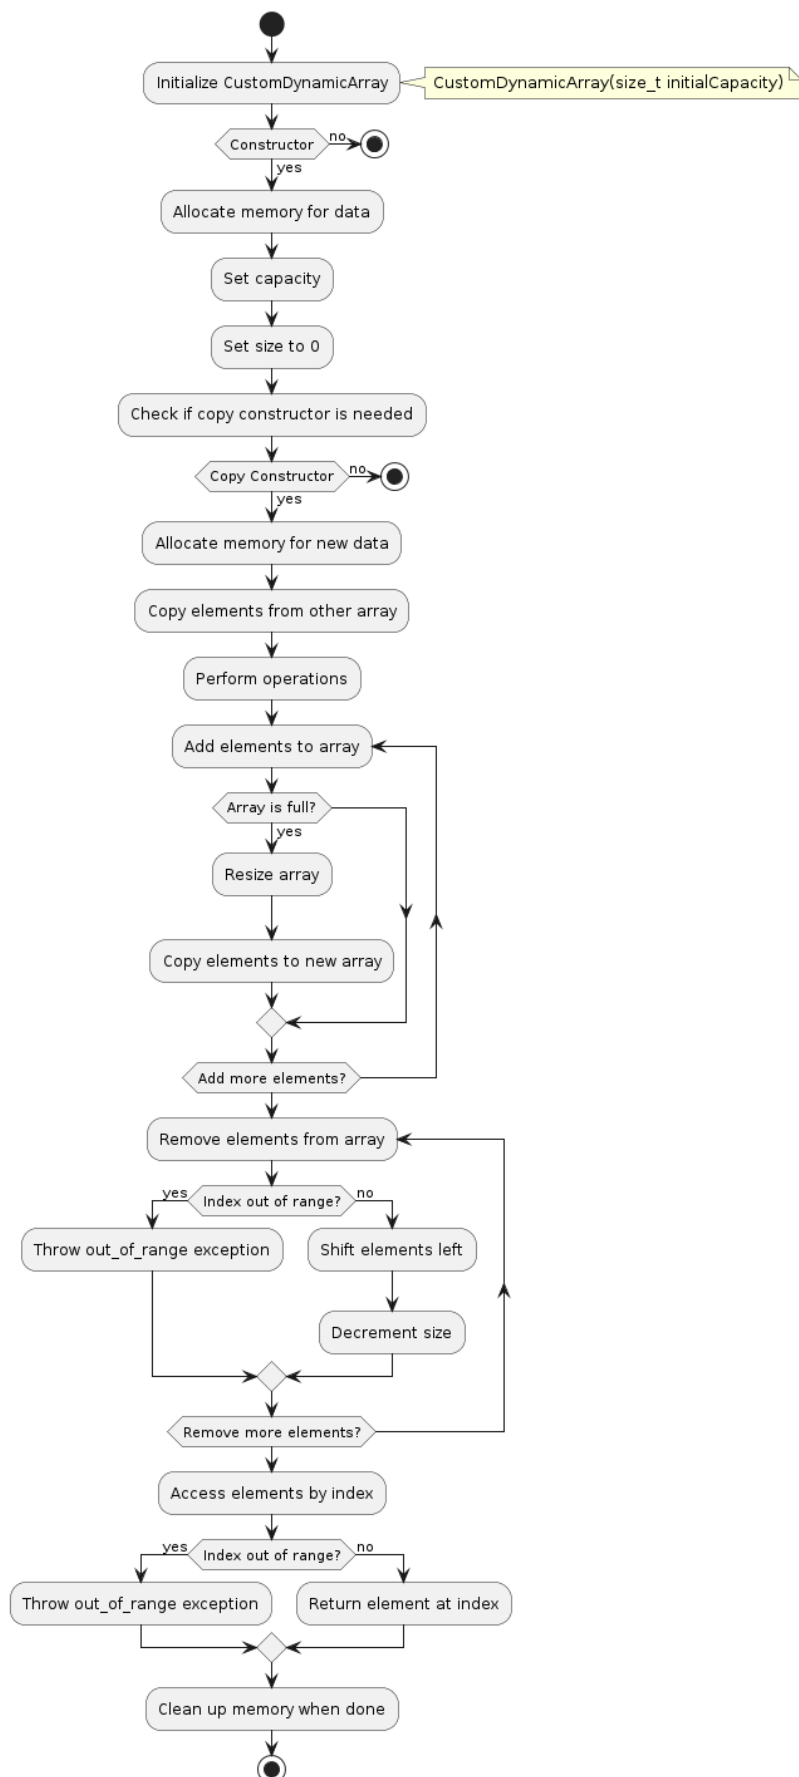 Initialize CustomDynamicArray
CustomDynamicArray(size_t initialCapacity)
Constructor
no
yes
Allocate memory for data
Set capacity
Set size to 0
Check if copy constructor is needed
Copy Constructor
no
yes
Allocate memory for new data
Copy elements from other array
Perform operations
Add elements to array
Array is full?
yes
Resize array
Copy elements to new array
Add more elements?
Remove elements from array
yes
Index out of range?
no
Throw out_of_range exception
Shift elements left
Decrement size
Remove more elements?
Access elements by index
yes
Index out of range?
no
Throw out_of_range exception
Return element at index
Clean up memory when done